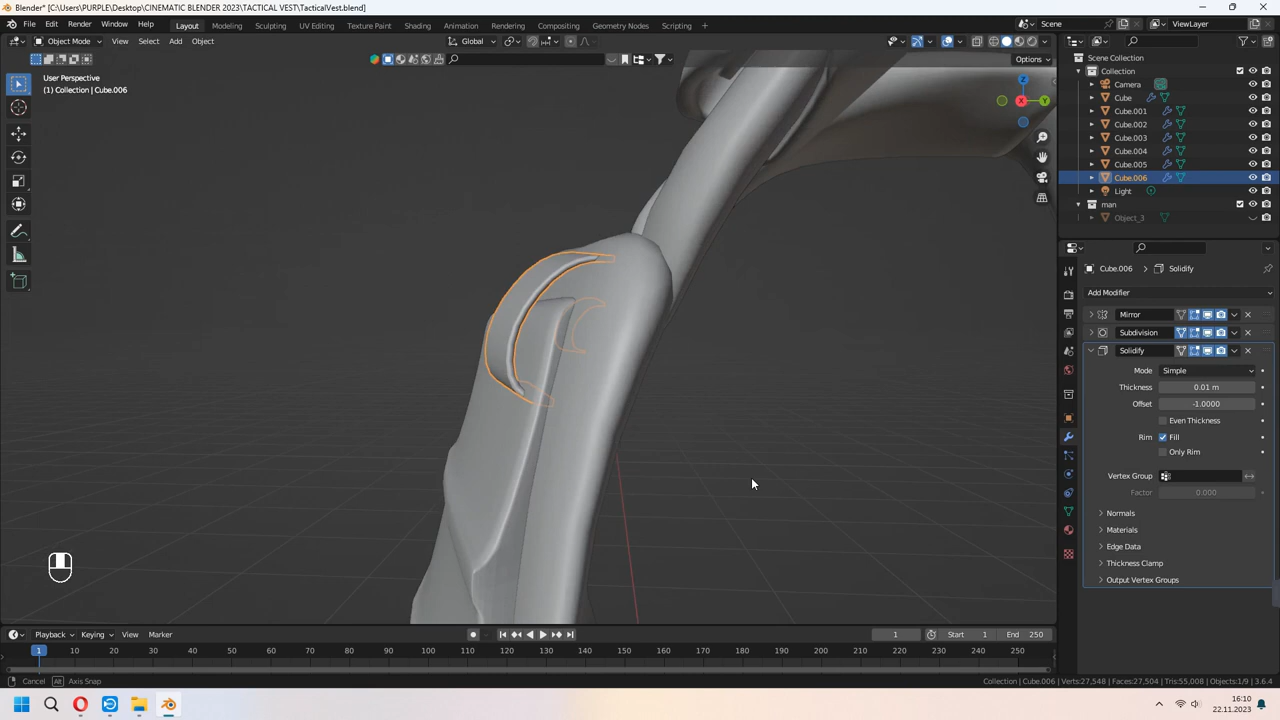 Blender* [C:\Users\PURPLE\Desktop\CINEMATIC BLENDER 2023\TACTICAL VEST\TacticalVest.blend]
File Edit Render Window Help Layout Modeling Sculpting UV Editing Texture Paint Shading Animation Rendering Compositing Geometry Nodes Scripting + Scene ViewLayer
Object Mode View Select Add Object Global
Options
User Perspective
(1) Collection | Cube.006
Scene Collection
Collection
Camera
Cube
Cube.001
Cube.002
Cube.003
Cube.004
Cube.005
Cube.006
Light
man
Object_3
Cube.006 Solidify
Add Modifier
Mirror
Subdivision
Solidify
Mode Simple
Thickness 0.01 m
Offset -1.0000
Even Thickness
Rim Fill
Only Rim
Vertex Group
Factor 0.000
Normals
Materials
Edge Data
Thickness Clamp
Output Vertex Groups
X
Y
Z
Playback Keying View Marker 1 Start 1 End 250
1 10 20 30 40 50 60 70 80 90 100 110 120 130 140 150 160 170 180 190 200 210 220 230 240 250
Cancel Alt Axis Snap Collection | Cube.006 | Verts:27,548 | Faces:27,504 | Tris:55,008 | Objects:1/9 | 3.6.4
16:10
22.11.2023